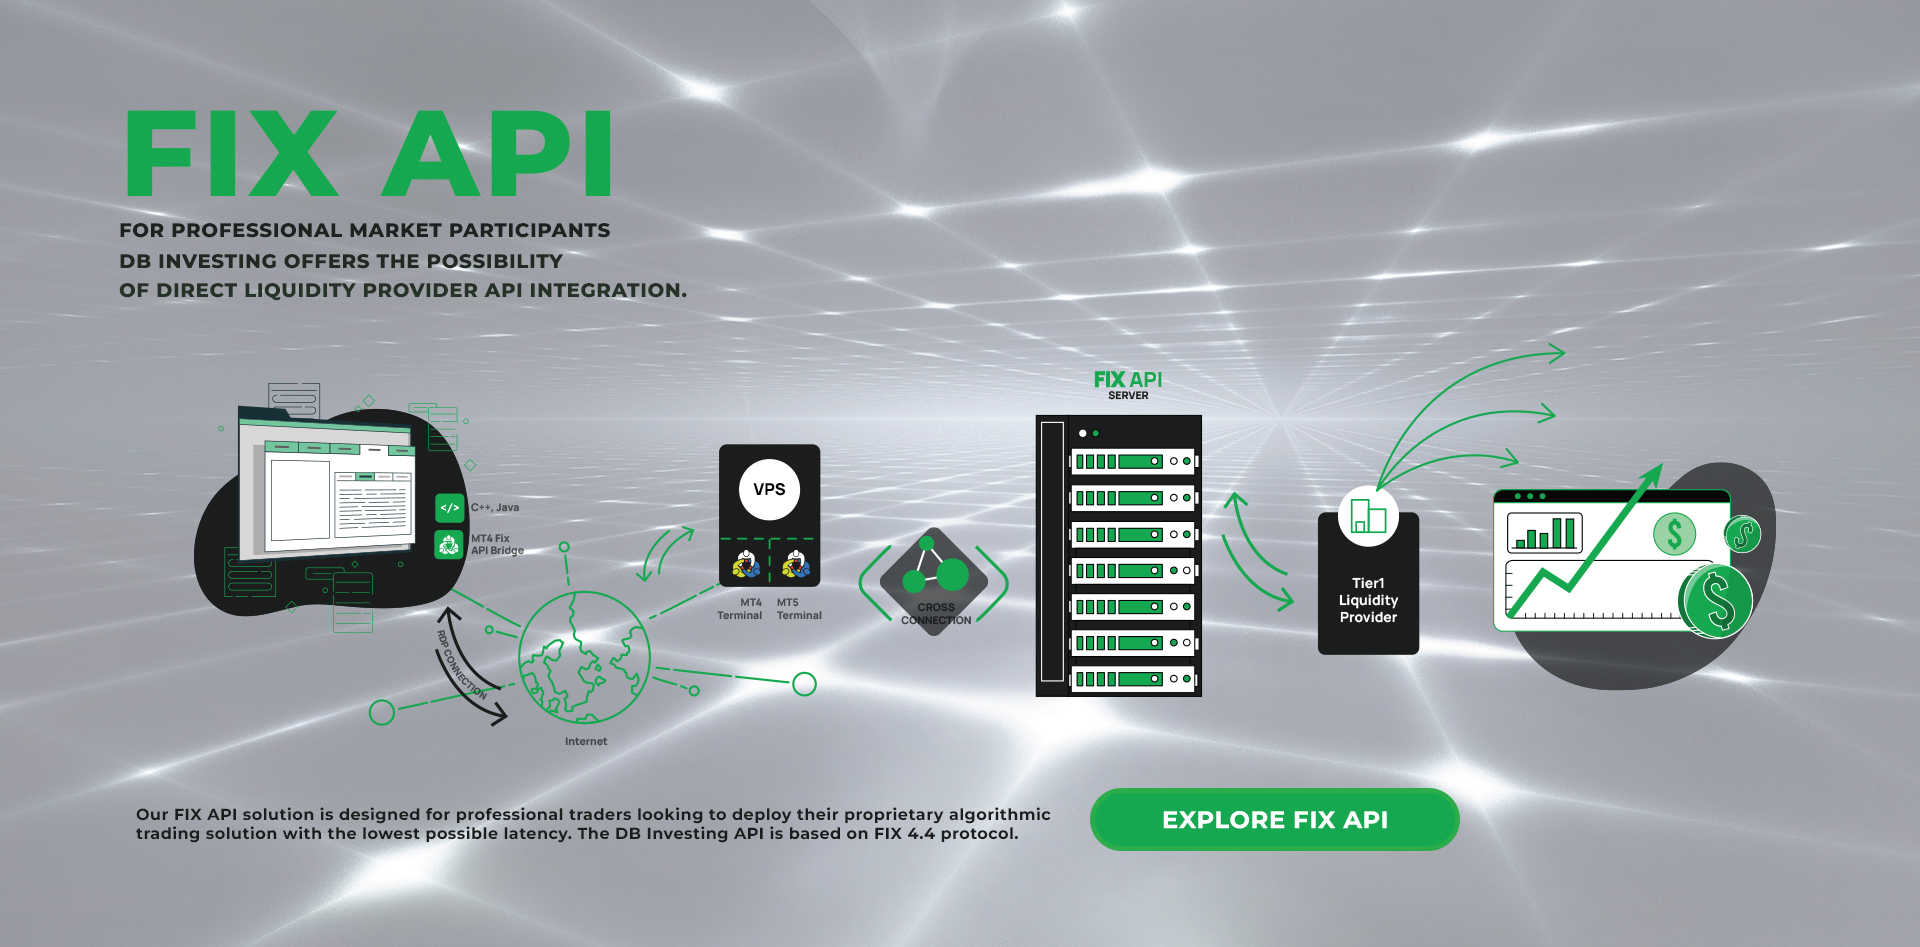 FIX API
FOR PROFESSIONAL MARKET PARTICIPANTS
DB INVESTING OFFERS THE POSSIBILITY
OF DIRECT LIQUIDITY PROVIDER API INTEGRATION.
FIX API
SERVER
VPS
</> C++, Java
MT4 Fix
API Bridge
MT4
Terminal
MT5
Terminal
CROSS
CONNECTION
Tier1
Liquidity
Provider
$
$
$
RDP CONNECTION
Internet
Our FIX API solution is designed for professional traders looking to deploy their proprietary algorithmic
trading solution with the lowest possible latency. The DB Investing API is based on FIX 4.4 protocol.
EXPLORE FIX API